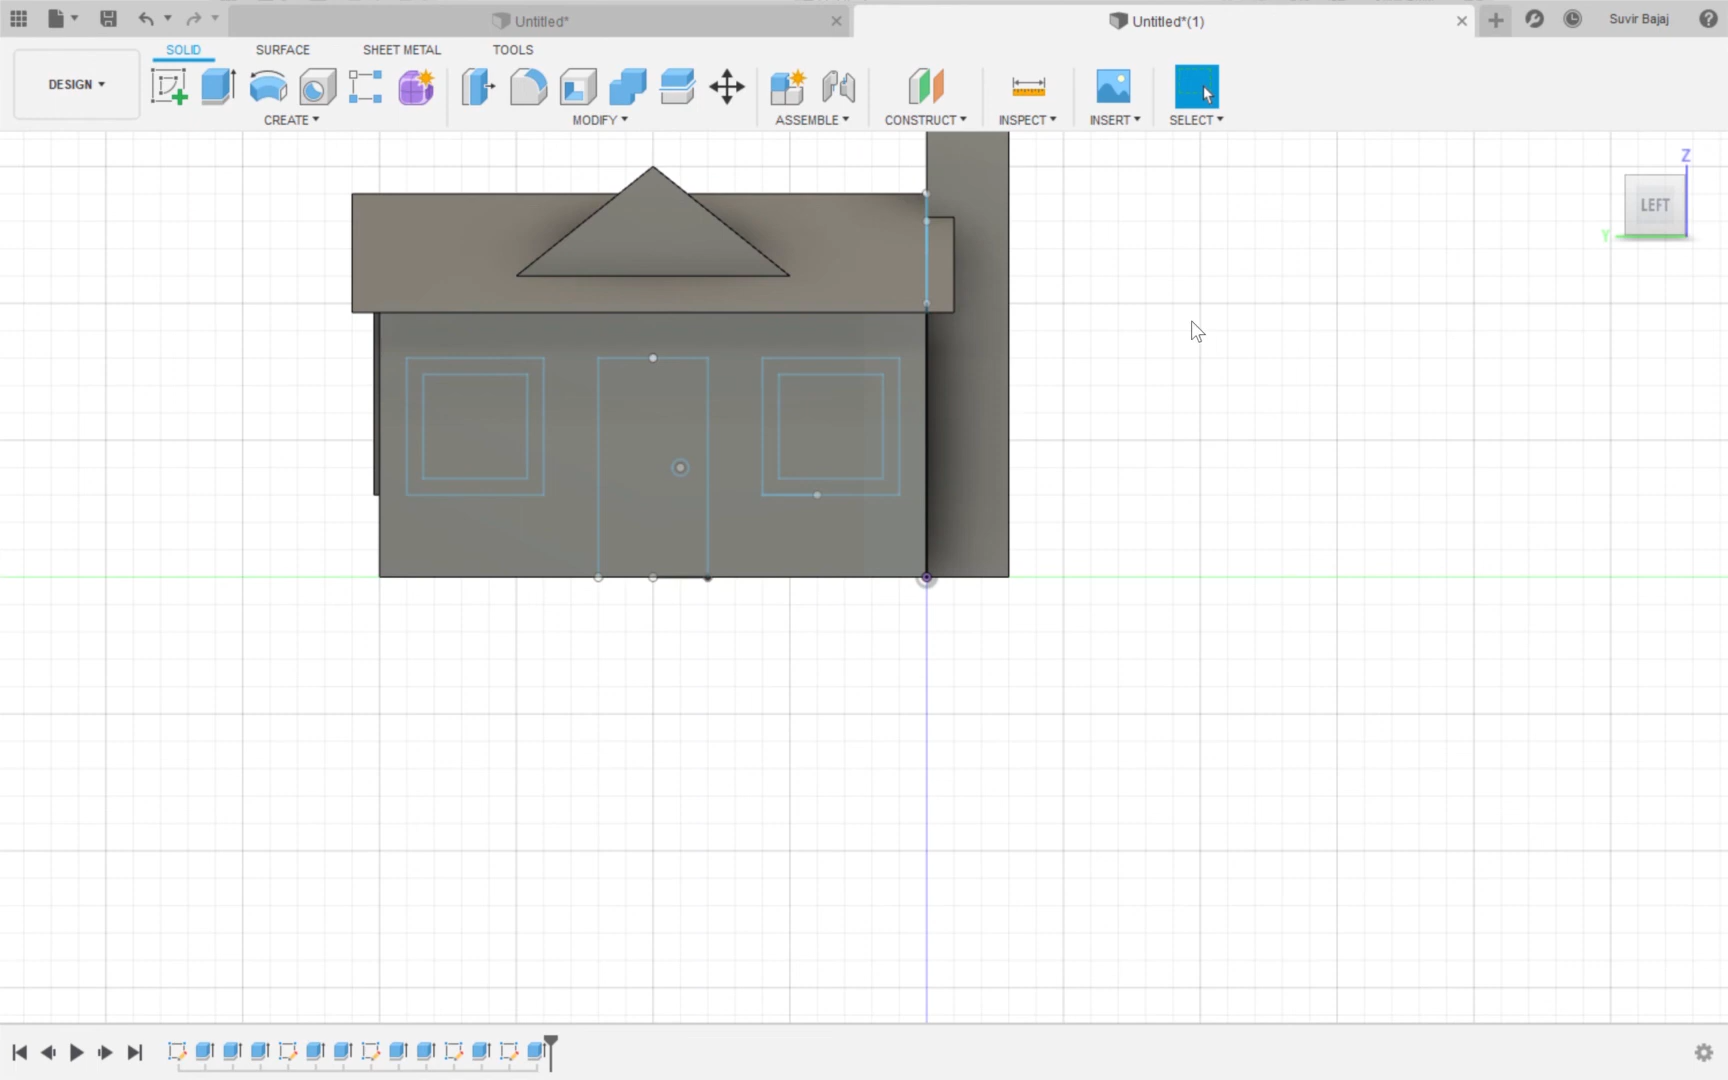 Untitled*
Untitled*(1)
Suvir Bajaj
DESIGN
SOLID
SURFACE
SHEET METAL
TOOLS
CREATE
MODIFY
ASSEMBLE
CONSTRUCT
INSPECT
INSERT
SELECT
Z
LEFT
Y